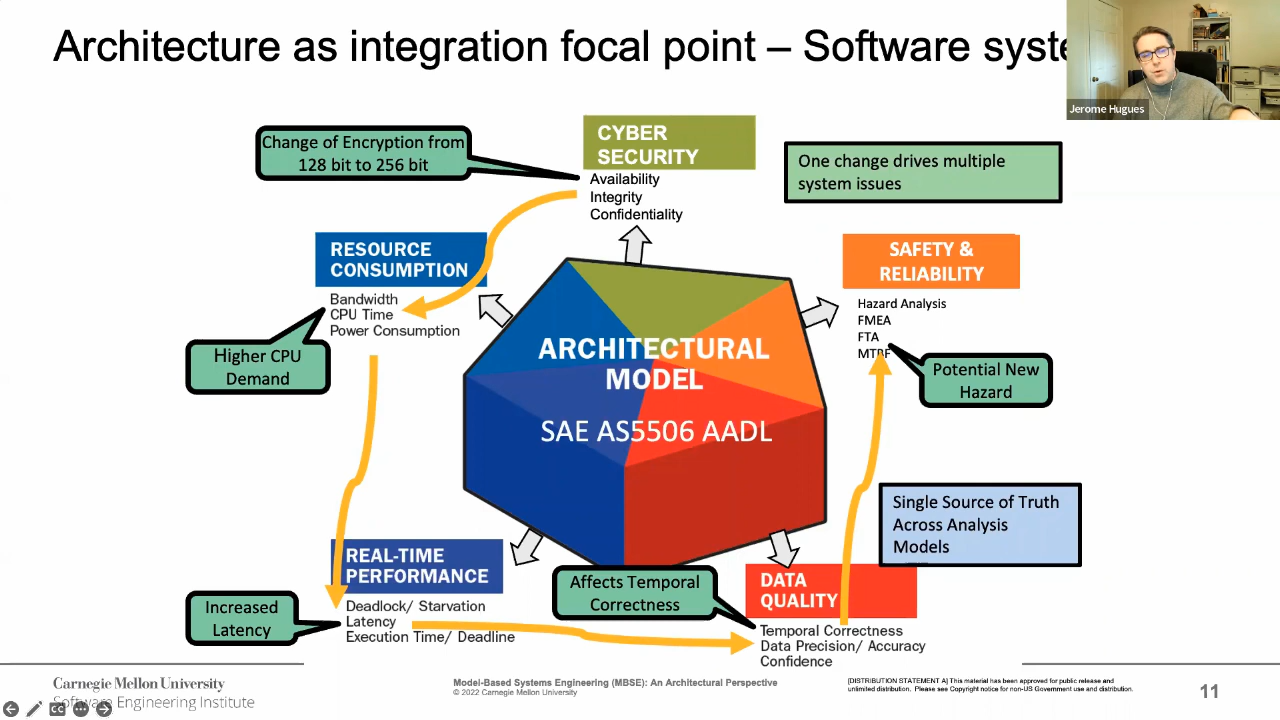 Architecture as integration focal point – Software syste
Jerome Hugues
Change of Encryption from
128 bit to 256 bit
CYBER
SECURITY
Availability
Integrity
Confidentiality
One change drives multiple
system issues
RESOURCE
CONSUMPTION
Bandwidth
CPU Time
Power Consumption
SAFETY &
RELIABILITY
Hazard Analysis
FMEA
FTA
MTBF
Higher CPU
Demand
ARCHITECTURAL
MODEL
SAE AS5506 AADL
Potential New
Hazard
Single Source of Truth
Across Analysis
Models
REAL-TIME
PERFORMANCE
Deadlock/ Starvation
Latency
Execution Time/ Deadline
Increased
Latency
Affects Temporal
Correctness
DATA
QUALITY
Temporal Correctness
Data Precision/ Accuracy
Confidence
Carnegie Mellon University
Software Engineering Institute
CC
Model-Based Systems Engineering (MBSE): An Architectural Perspective
© 2022 Carnegie Mellon University
[DISTRIBUTION STATEMENT A] This material has been approved for public release and
unlimited distribution. Please see Copyright notice for non-US Government use and distribution.
11